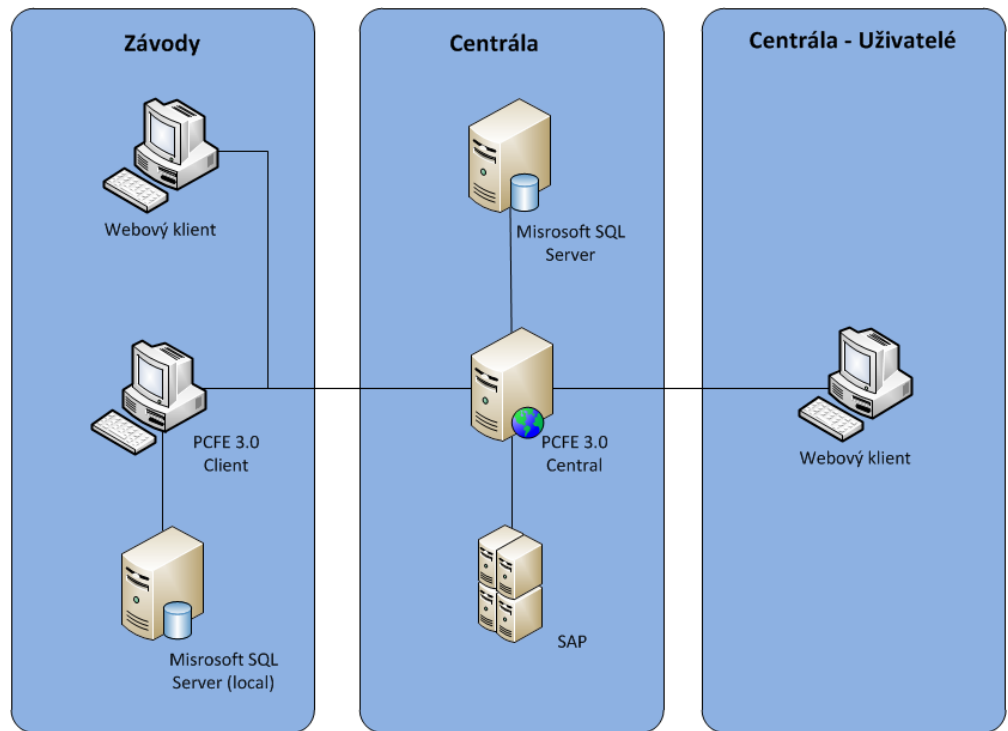 Závody
Webový klient
PCFE 3.0
Client
Misrosoft SQL
Server (local)
Centrála
Misrosoft SQL
Server
PCFE 3.0
Central
SAP
Centrála - Uživatelé
Webový klient